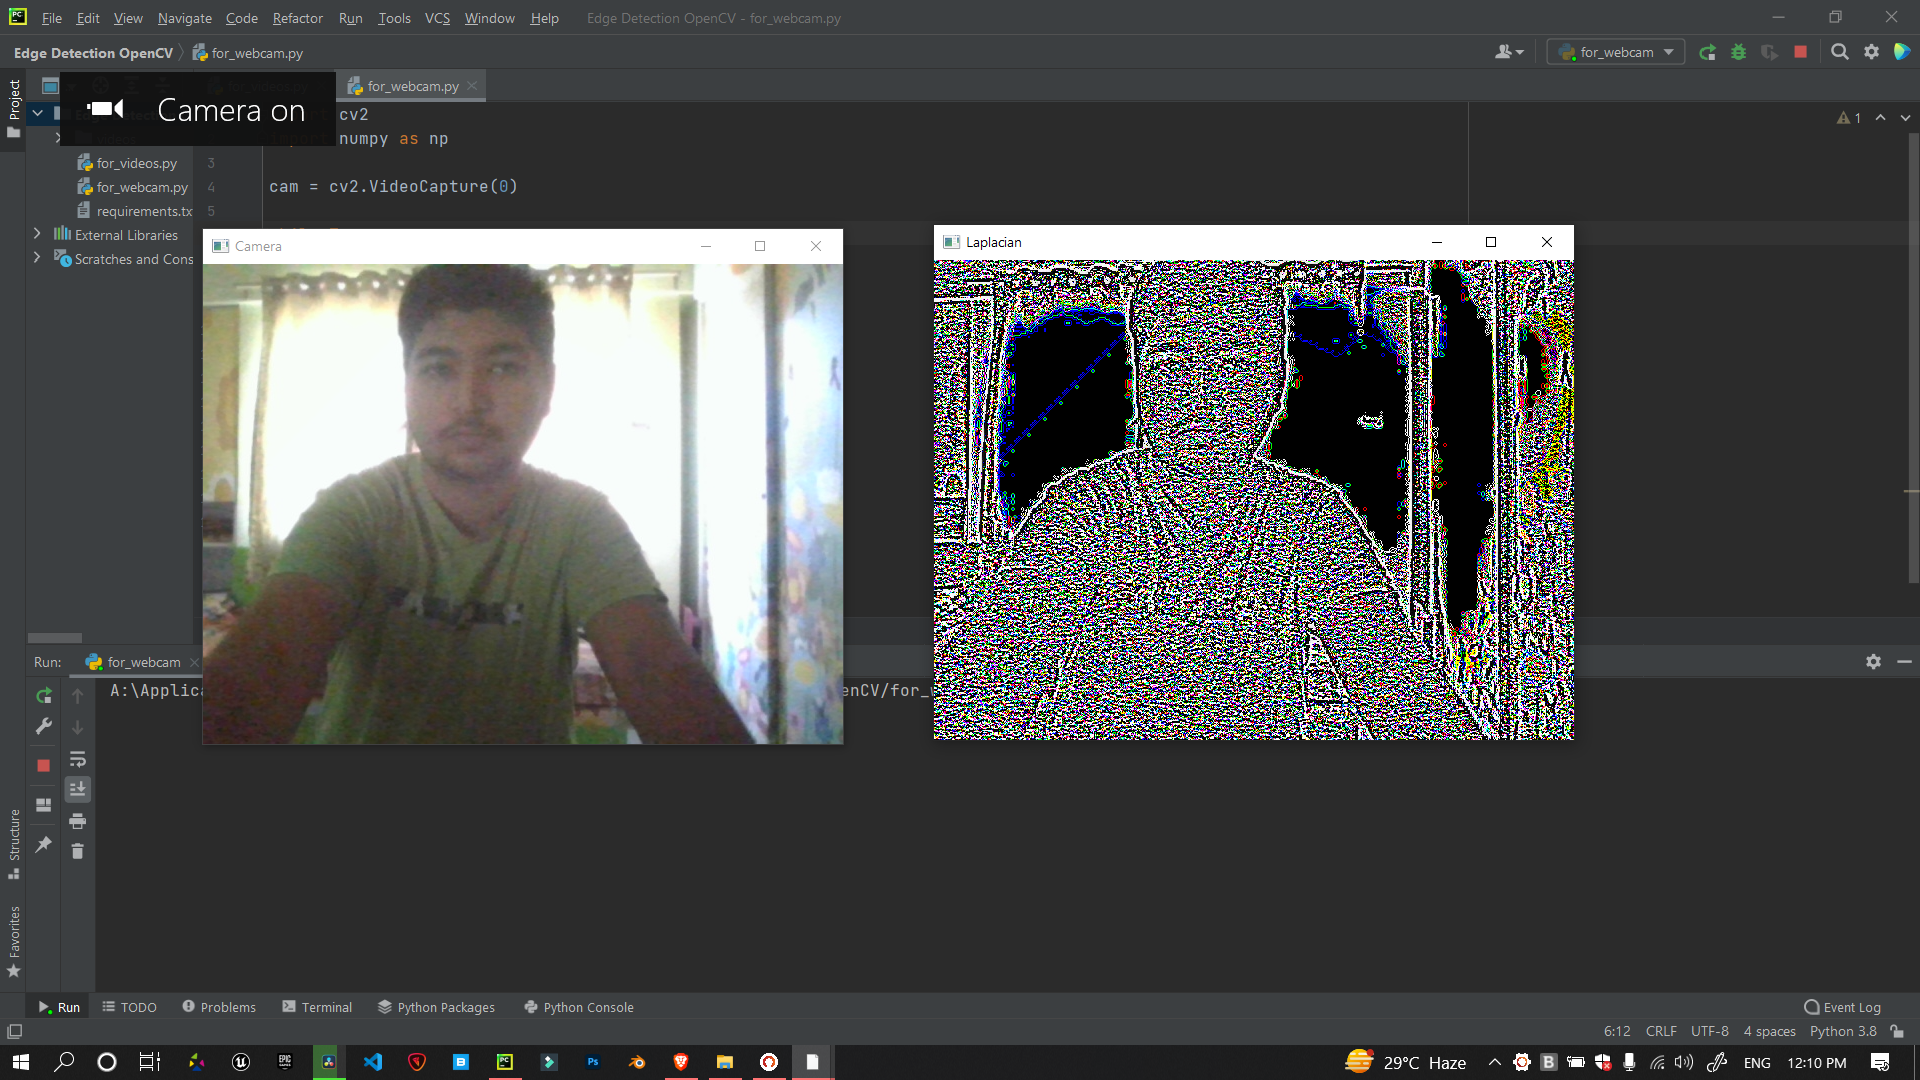 File Edit View Navigate Code Refactor Run Tools VCS Window Help Edge Detection OpenCV - for_webcam.py
Edge Detection OpenCV for_webcam.py for_webcam
Project
for_webcam.py
Camera on
cv2
numpy as np
1
for_videos.py 3
for_webcam.py 4 cam = cv2.VideoCapture(0)
requirements.tx 5
External Libraries
Scratches and Cons
Camera
Laplacian
Run: for_webcam
A:\Applica
enCV/for_w
Structure
Favorites
Run TODO Problems Terminal Python Packages Python Console Event Log
6:12 CRLF UTF-8 4 spaces Python 3.8
29°C Haze ENG 12:10 PM